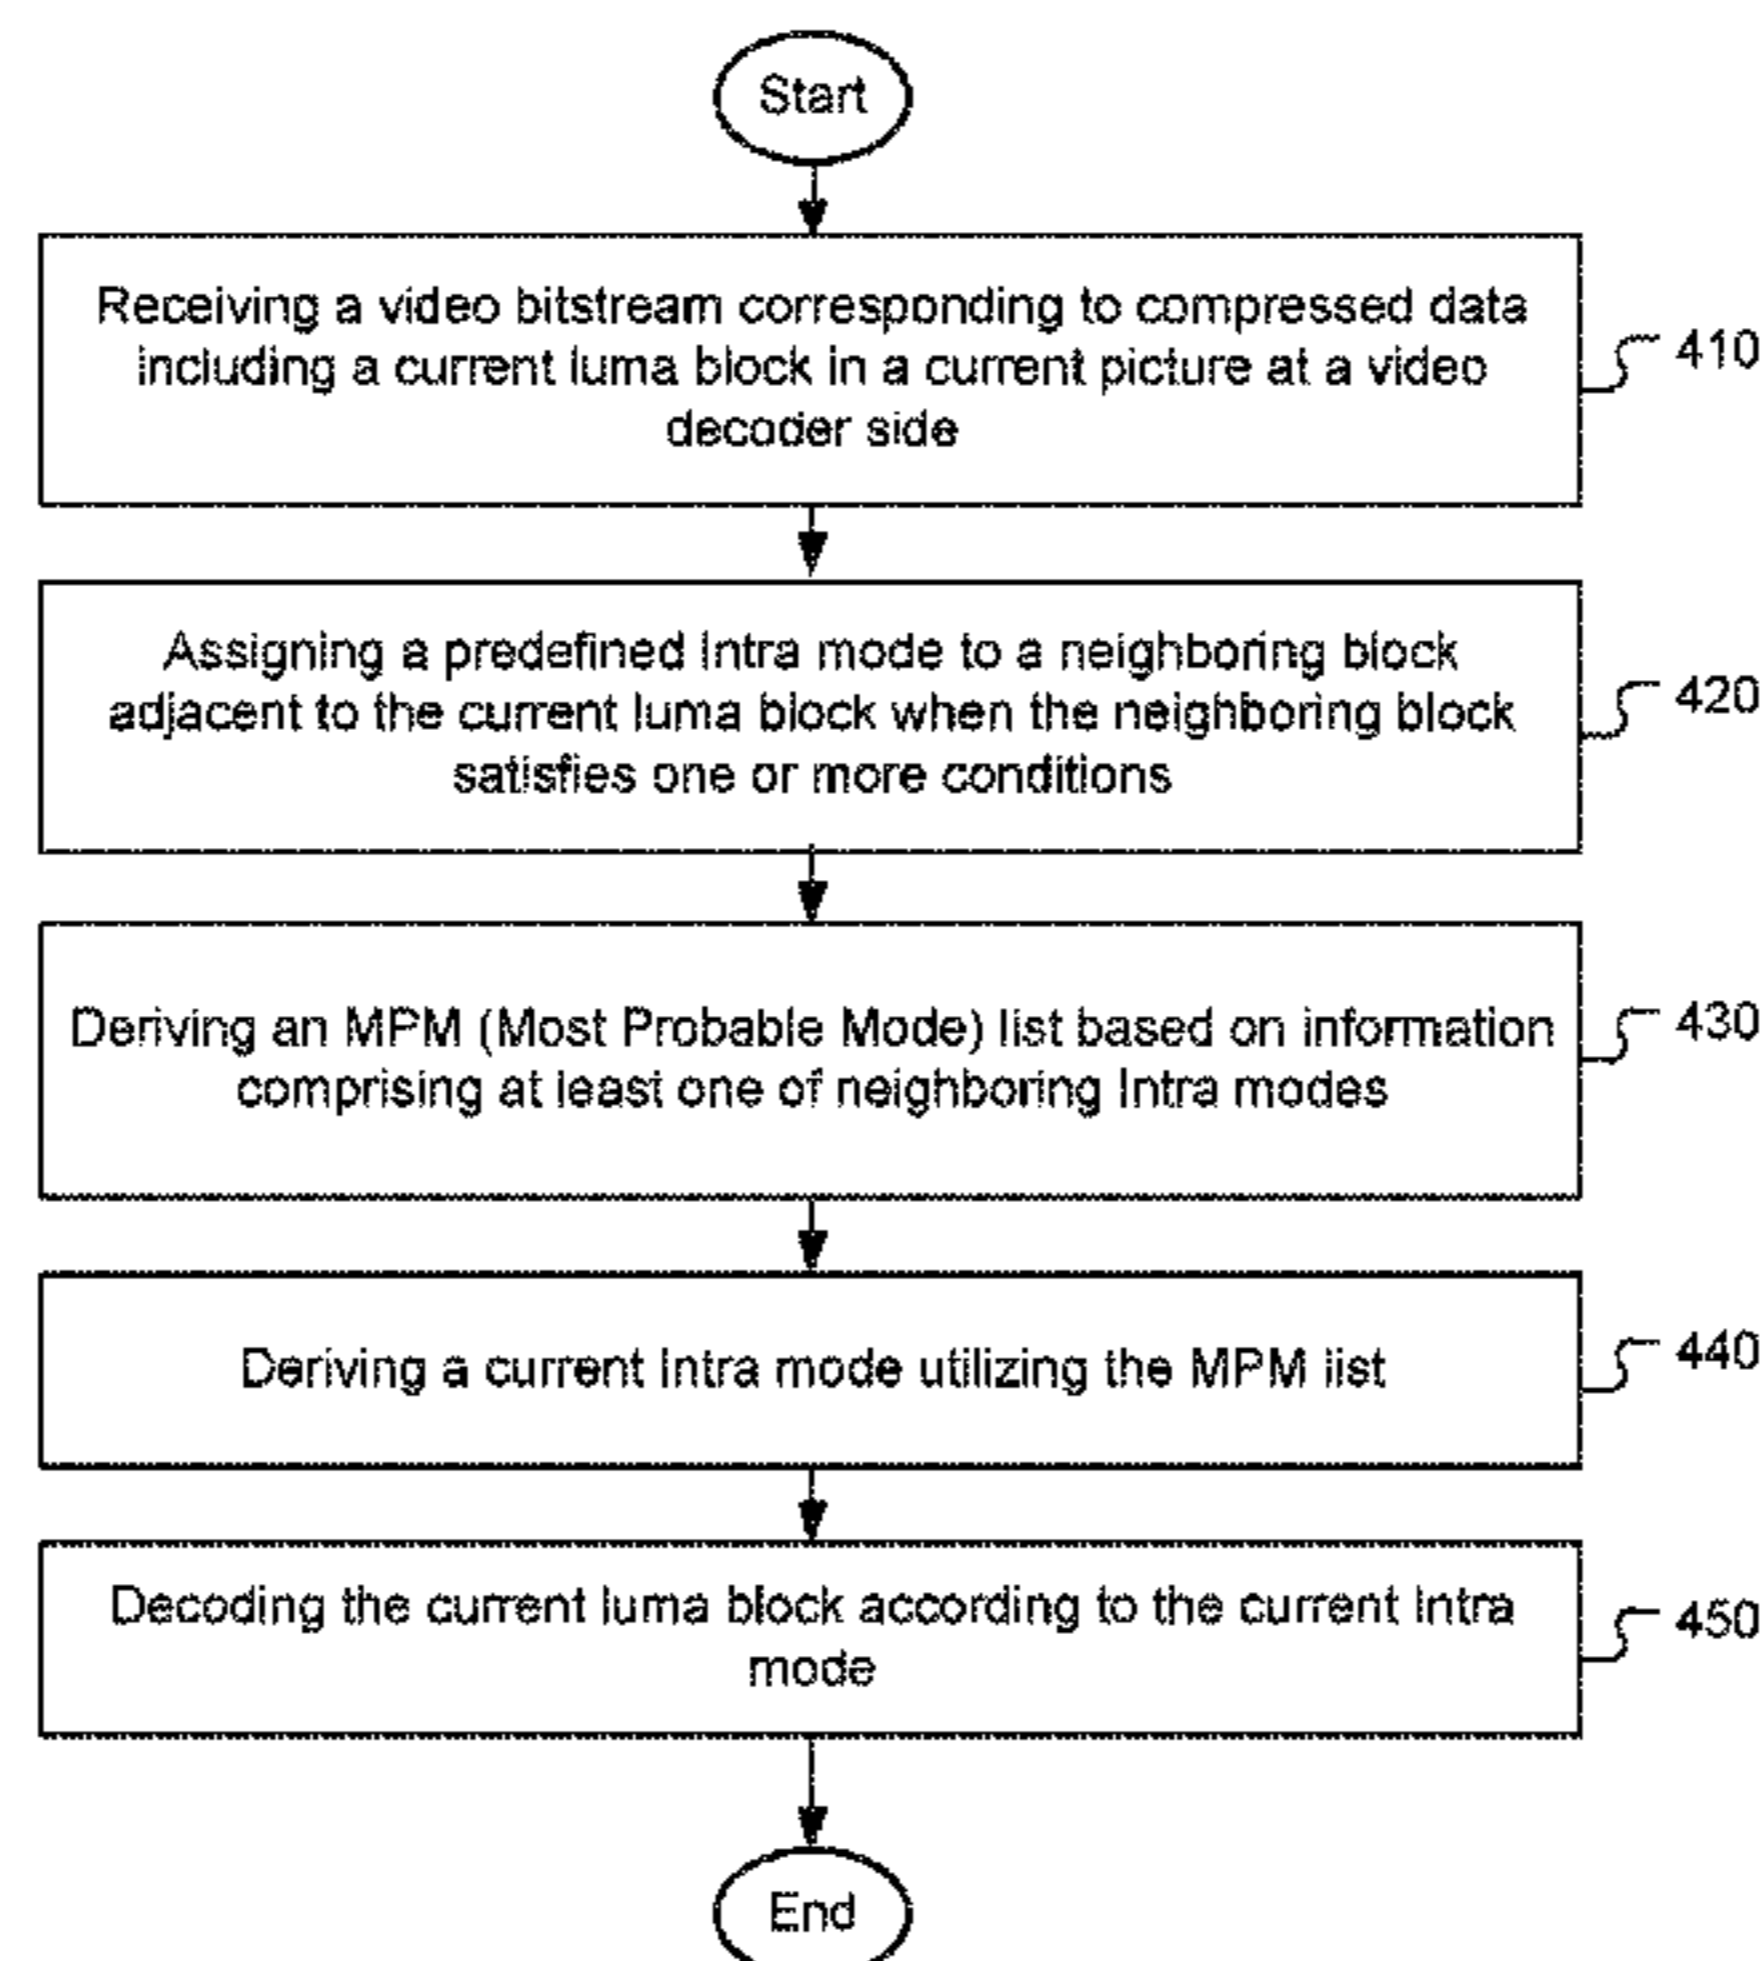 Start
Receiving a video bitstream corresponding to compressed data
including a current luma block in a current picture at a video
decoder side
410
Assigning a predefined Intra mode to a neighboring block
adjacent to the current luma block when the neighboring block
satisfies one or more conditions
420
Deriving an MPM (Most Probable Mode) list based on information
comprising at least one of neighboring Intra modes
430
Deriving a current Intra mode utilizing the MPM list
440
Decoding the current luma block according to the current Intra
mode
450
End